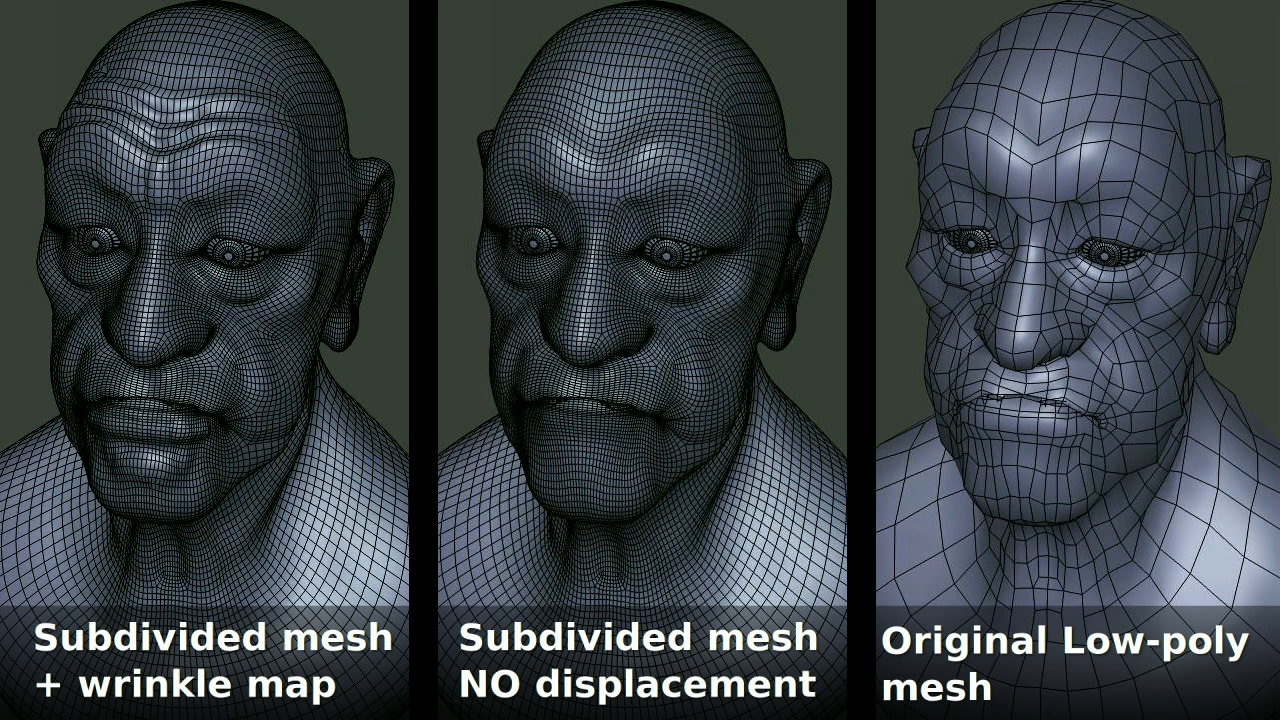 Subdivided mesh
+ wrinkle map
Subdivided mesh
NO displacement
Original Low-poly
mesh